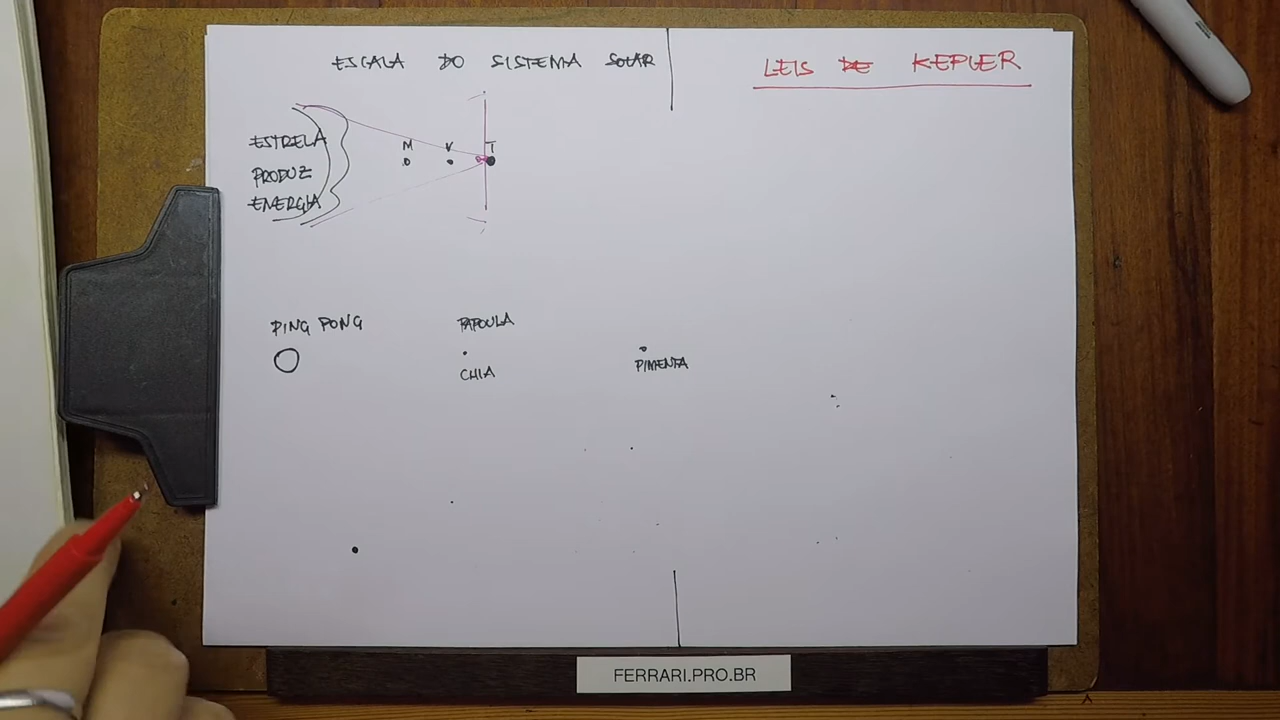 ESCALA DO SISTEMA SOLAR
LEIS DE KEPLER
ESTRELA
PRODUZ
ENERGIA
M V T
PING PONG
PAPOULA
CHIA
PIMENTA
FERRARI.PRO.BR